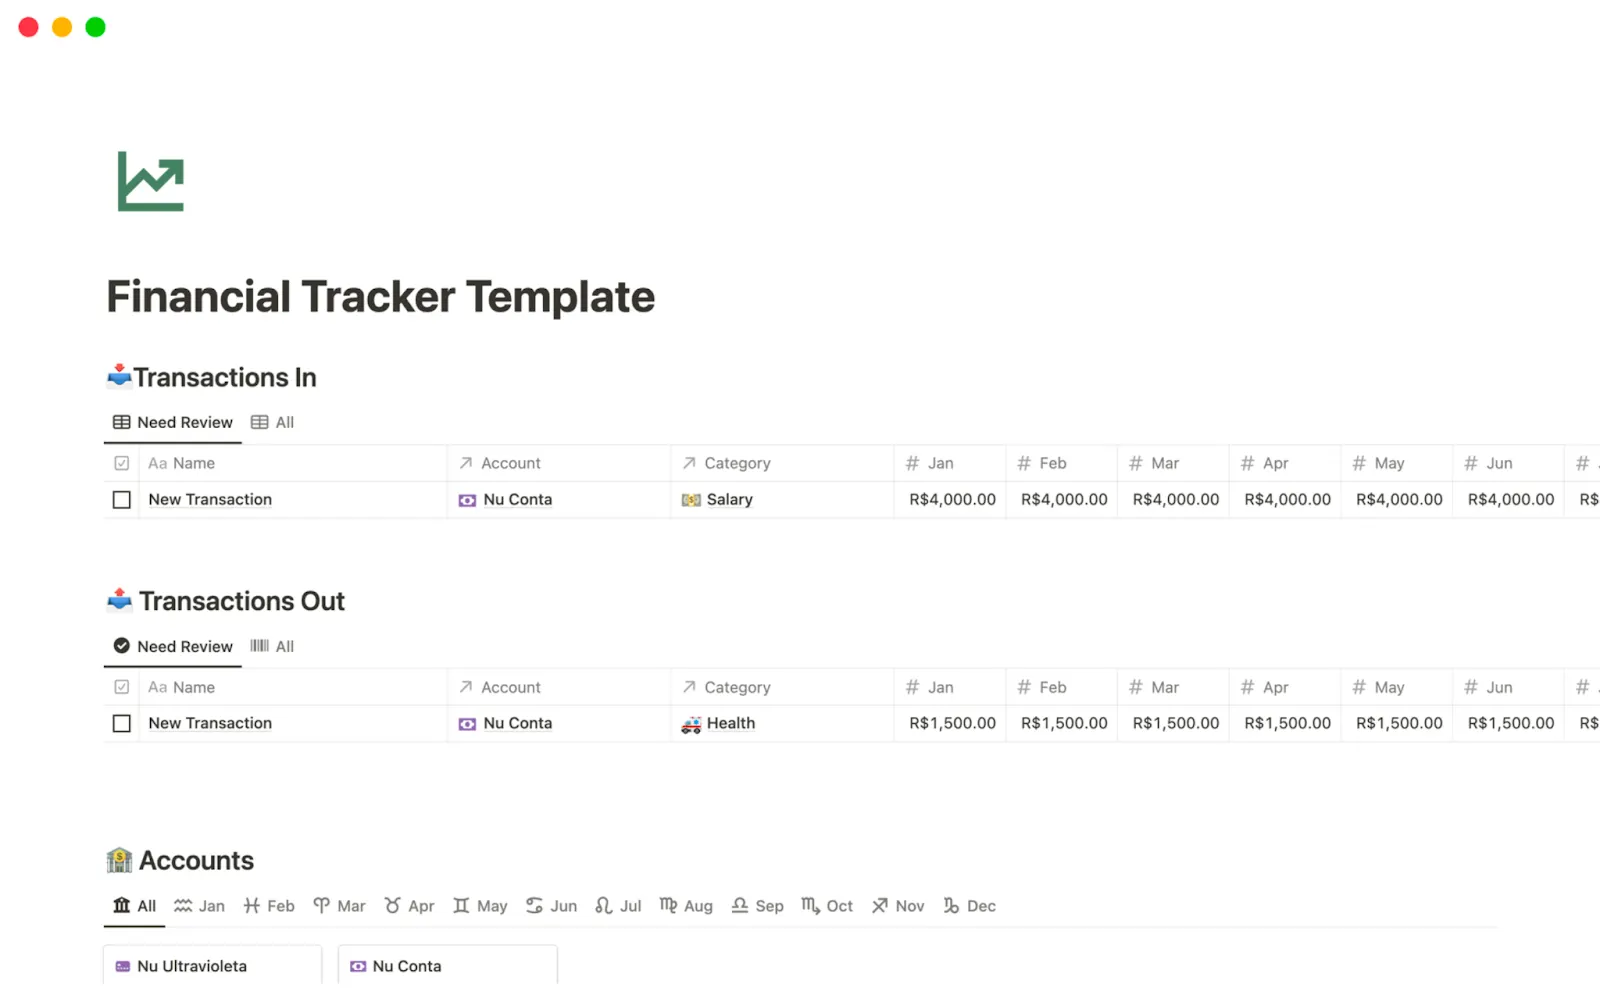 Financial Tracker Template
Transactions In
Need Review All
Aa Name Account Category # Jan # Feb # Mar # Apr # May # Jun #
New Transaction Nu Conta Salary R$4,000.00 R$4,000.00 R$4,000.00 R$4,000.00 R$4,000.00 R$4,000.00 R$
Transactions Out
Need Review All
Aa Name Account Category # Jan # Feb # Mar # Apr # May # Jun #
New Transaction Nu Conta Health R$1,500.00 R$1,500.00 R$1,500.00 R$1,500.00 R$1,500.00 R$1,500.00 R$
Accounts
All Jan Feb Mar Apr May Jun Jul Aug Sep Oct Nov Dec
Nu Ultravioleta Nu Conta